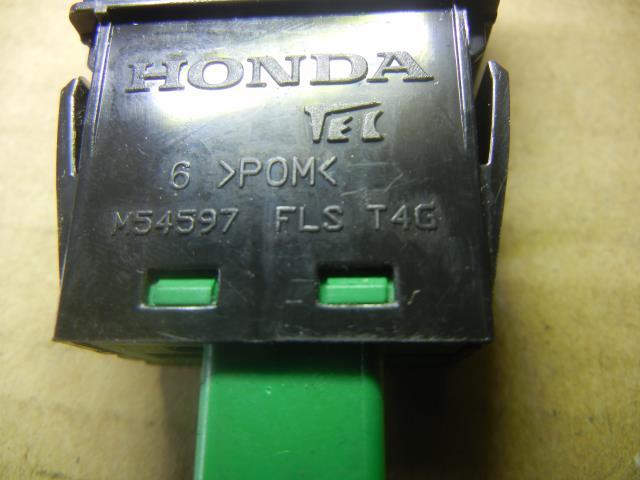 HONDA
TEC
6 >POM<
M54597 FLS T4G